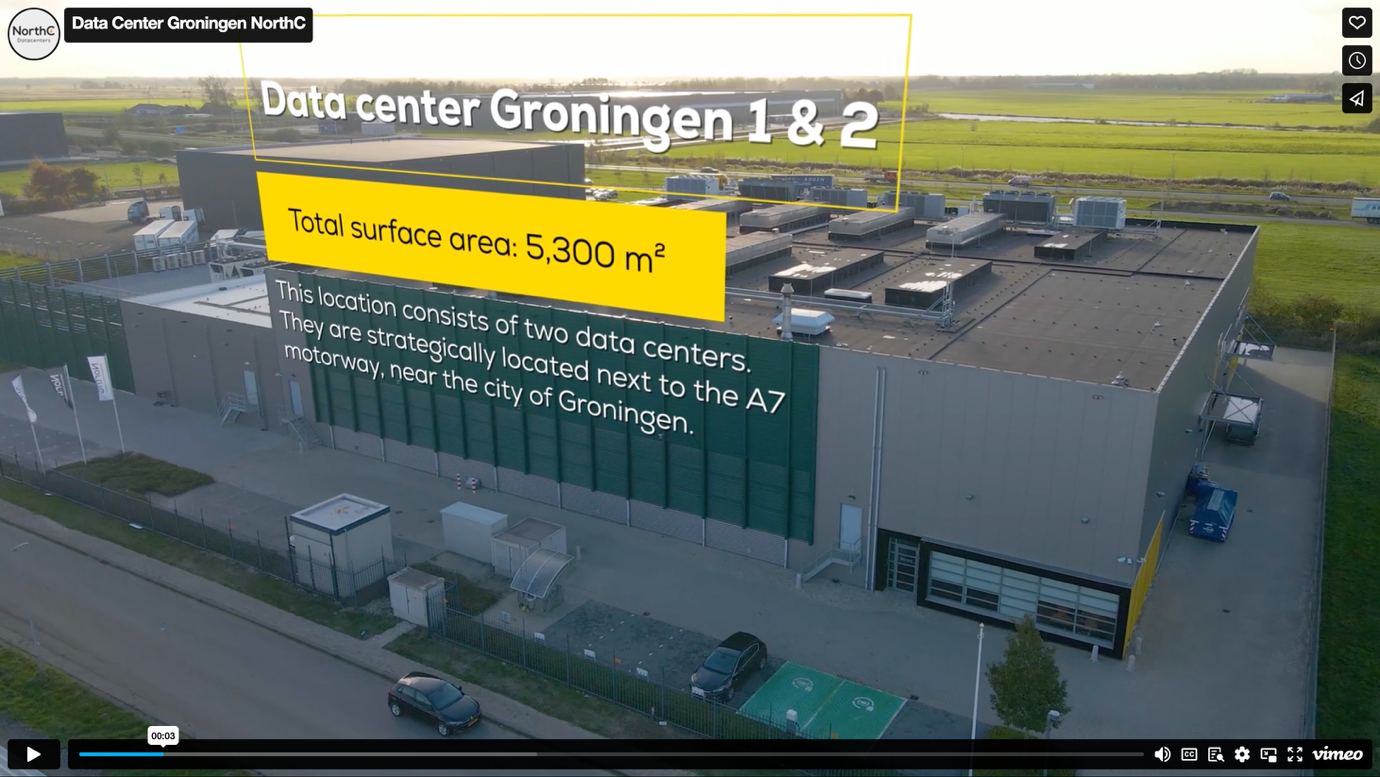 NorthC
Datacenters
Data Center Groningen NorthC
Data center Groningen 1 & 2
Total surface area: 5,300 m²
This location consists of two data centers.
They are strategically located next to the A7
motorway, near the city of Groningen.
00:03
CC
vimeo